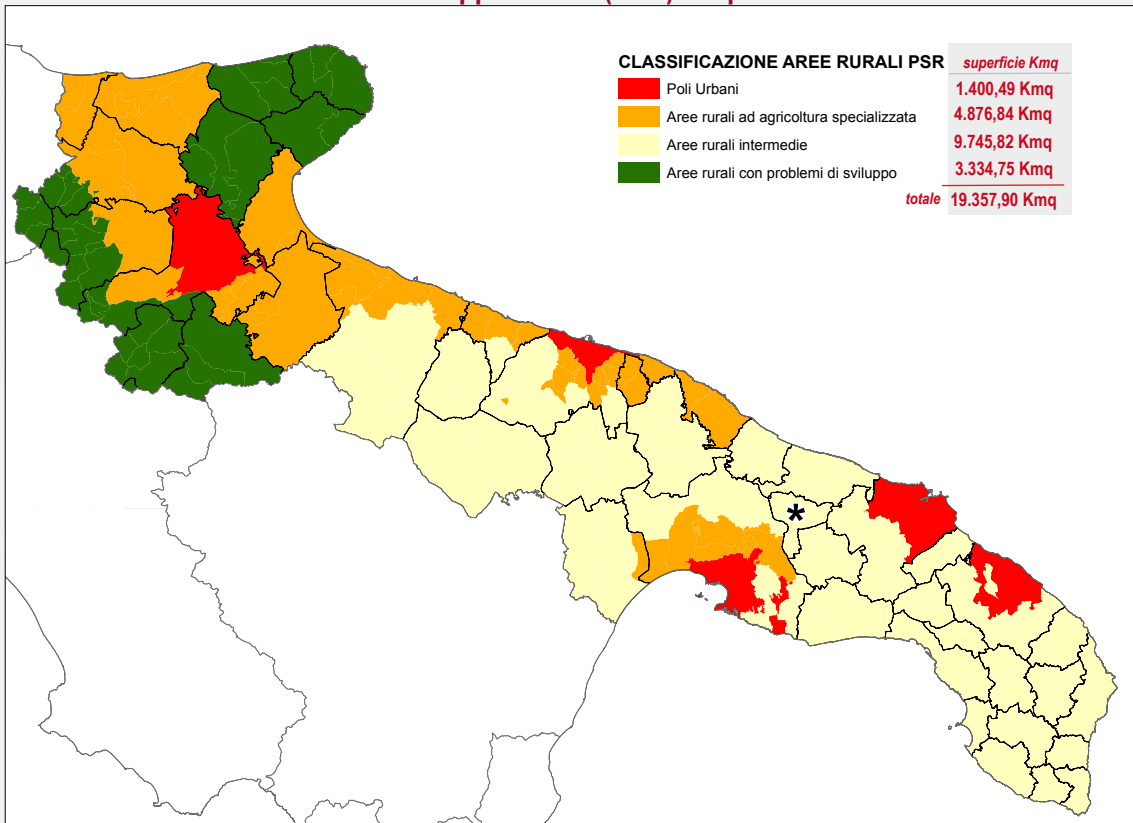 CLASSIFICAZIONE AREE RURALI PSR superficie Kmq
Poli Urbani 1.400,49 Kmq
Aree rurali ad agricoltura specializzata 4.876,84 Kmq
Aree rurali intermedie 9.745,82 Kmq
Aree rurali con problemi di sviluppo 3.334,75 Kmq
totale 19.357,90 Kmq
*